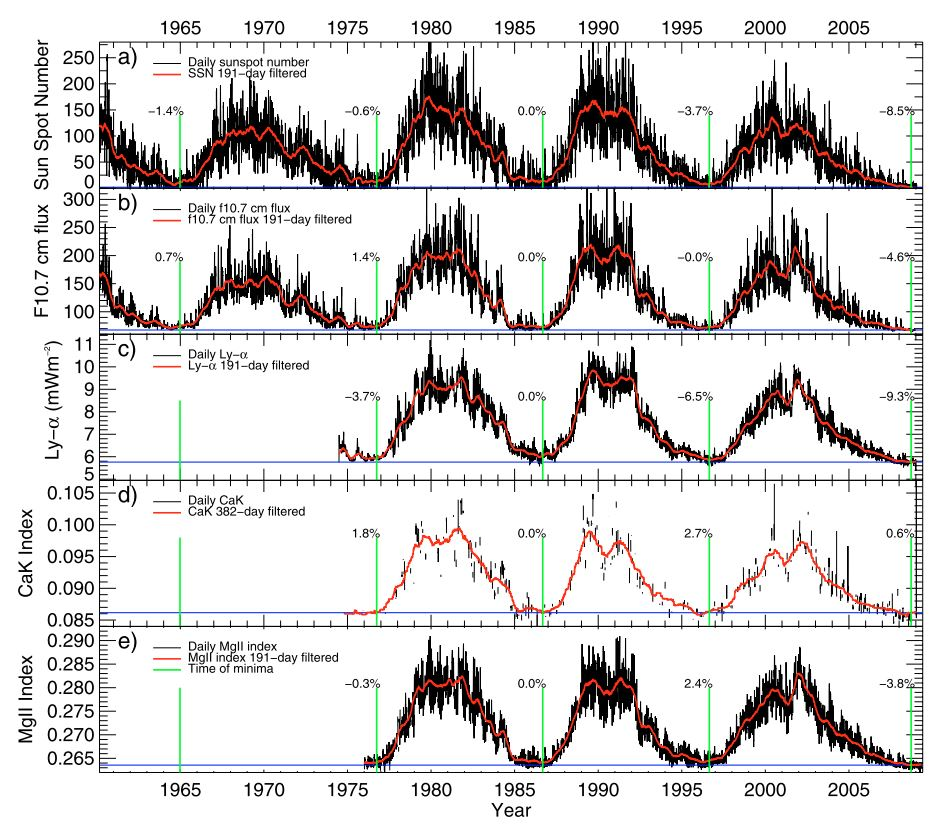 1965 1970 1975 1980 1985 1990 1995 2000 2005
a)
Daily sunspot number
SSN 191-day filtered
250
200
150
100
50
0
Sun Spot Number
-1.4% -0.6% 0.0% -3.7% -8.5%
b)
Daily f10.7 cm flux
f10.7 cm flux 191-day filtered
300
250
200
150
100
F10.7 cm flux
0.7% 1.4% 0.0% -0.0% -4.6%
c)
Daily Ly-α
Ly-α 191-day filtered
11
10
9
8
7
6
5
Ly-α (mWm⁻²)
-3.7% 0.0% -6.5% -9.3%
d)
Daily CaK
CaK 382-day filtered
0.105
0.100
0.095
0.090
0.085
CaK Index
1.8% 0.0% 2.7% 0.6%
e)
Daily MgII index
MgII index 191-day filtered
Time of minima
0.290
0.285
0.280
0.275
0.270
0.265
MgII Index
-0.3% 0.0% 2.4% -3.8%
1965 1970 1975 1980 1985 1990 1995 2000 2005
Year